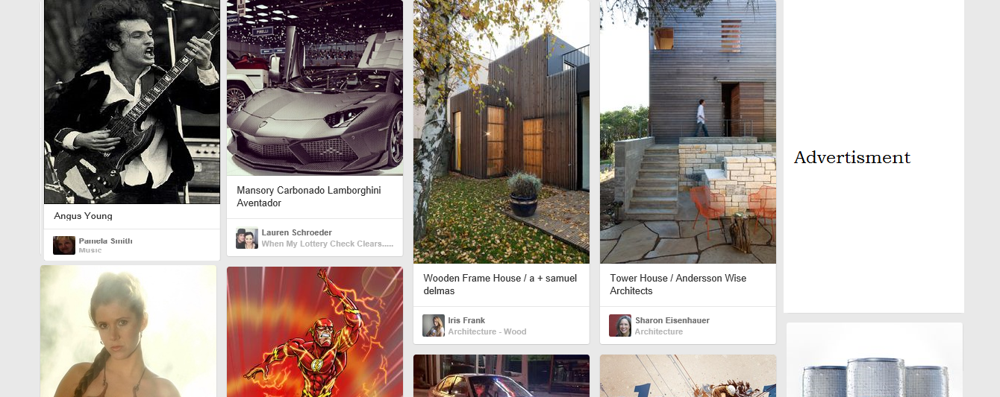 PIRELLI
Angus Young
Pamela Smith
Music
Mansory Carbonado Lamborghini
Aventador
Lauren Schroeder
When My Lottery Check Clears.....
Wooden Frame House / a + samuel
delmas
Iris Frank
Architecture - Wood
Tower House / Andersson Wise
Architects
Sharon Eisenhauer
Architecture
Advertisment